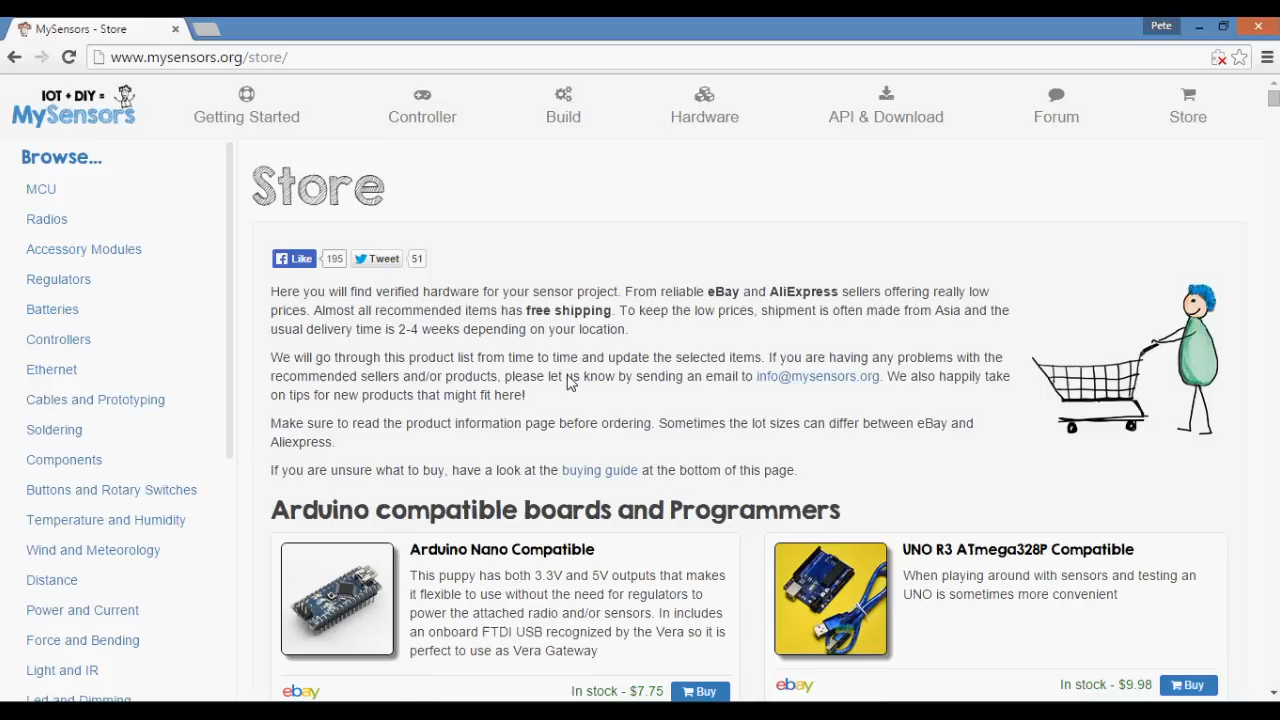 MySensors - Store
Pete
www.mysensors.org/store/
IOT + DIY =
MySensors
Getting Started
Controller
Build
Hardware
API & Download
Forum
Store
Browse...
MCU
Radios
Accessory Modules
Regulators
Batteries
Controllers
Ethernet
Cables and Prototyping
Soldering
Components
Buttons and Rotary Switches
Temperature and Humidity
Wind and Meteorology
Distance
Power and Current
Force and Bending
Light and IR
Led and Dimming
Store
Like 195 Tweet 51
Here you will find verified hardware for your sensor project. From reliable eBay and AliExpress sellers offering really low
prices. Almost all recommended items has free shipping. To keep the low prices, shipment is often made from Asia and the
usual delivery time is 2-4 weeks depending on your location.
We will go through this product list from time to time and update the selected items. If you are having any problems with the
recommended sellers and/or products, please let us know by sending an email to info@mysensors.org. We also happily take
on tips for new products that might fit here!
Make sure to read the product information page before ordering. Sometimes the lot sizes can differ between eBay and
Aliexpress.
If you are unsure what to buy, have a look at the buying guide at the bottom of this page.
Arduino compatible boards and Programmers
Arduino Nano Compatible
This puppy has both 3.3V and 5V outputs that makes
it flexible to use without the need for regulators to
power the attached radio and/or sensors. In includes
an onboard FTDI USB recognized by the Vera so it is
perfect to use as Vera Gateway
ebay
In stock - $7.75
Buy
UNO R3 ATmega328P Compatible
When playing around with sensors and testing an
UNO is sometimes more convenient
ebay
In stock - $9.98
Buy